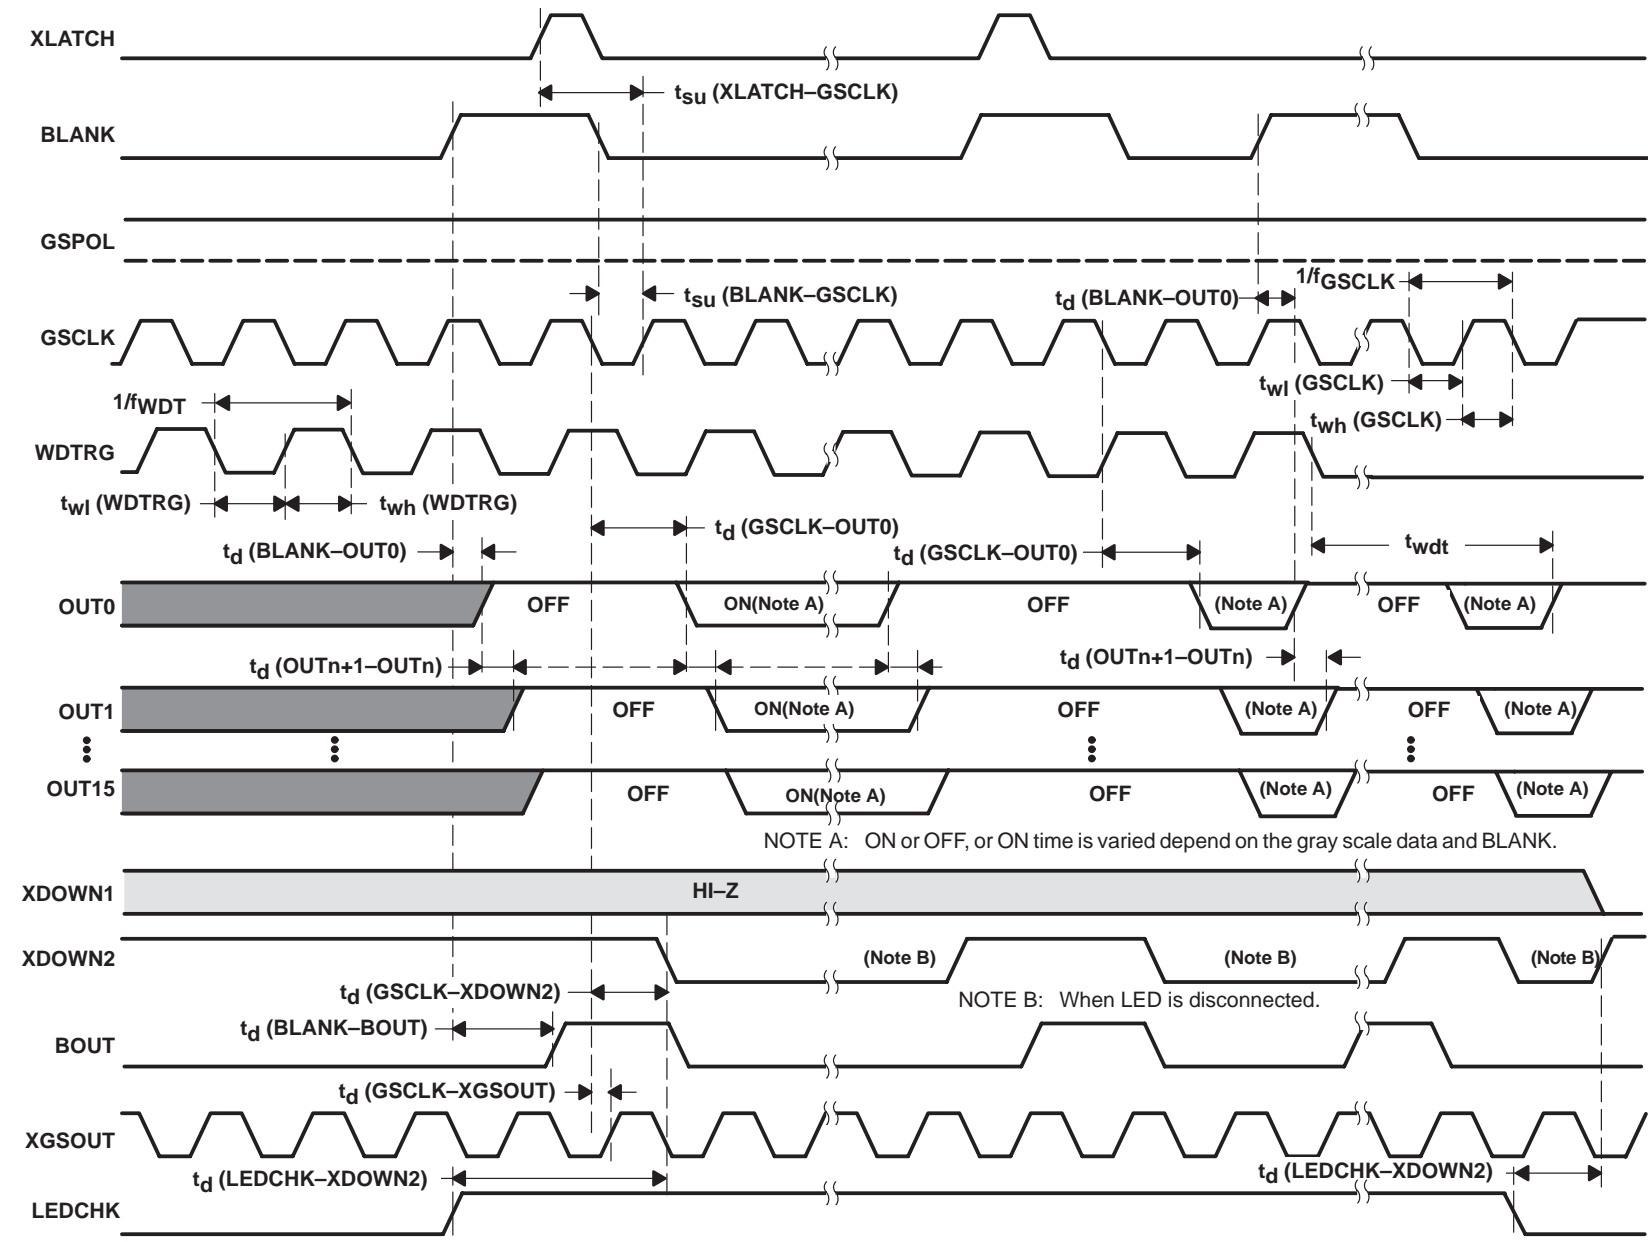 XLATCH
tsu (XLATCH–GSCLK)
BLANK
GSPOL
1/fGSCLK
tsu (BLANK–GSCLK)
td (BLANK–OUT0)
GSCLK
twl (GSCLK)
1/fWDT
twh (GSCLK)
WDTRG
twl (WDTRG)
twh (WDTRG)
td (GSCLK–OUT0)
td (BLANK–OUT0)
td (GSCLK–OUT0)
twdt
OUT0
OFF
ON(Note A)
OFF
(Note A)
OFF
(Note A)
td (OUTn+1–OUTn)
td (OUTn+1–OUTn)
OUT1
OFF
ON(Note A)
OFF
(Note A)
OFF
(Note A)
OUT15
OFF
ON(Note A)
OFF
(Note A)
OFF
(Note A)
NOTE A: ON or OFF, or ON time is varied depend on the gray scale data and BLANK.
XDOWN1
HI–Z
XDOWN2
(Note B)
(Note B)
(Note B)
td (GSCLK–XDOWN2)
NOTE B: When LED is disconnected.
td (BLANK–BOUT)
BOUT
td (GSCLK–XGSOUT)
XGSOUT
td (LEDCHK–XDOWN2)
td (LEDCHK–XDOWN2)
LEDCHK